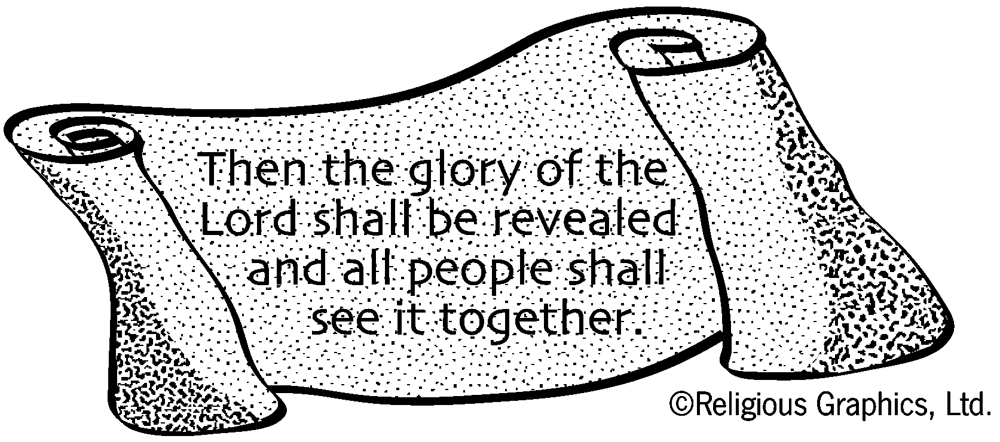 Then the glory of the
Lord shall be revealed
and all people shall
see it together.
©Religious Graphics, Ltd.